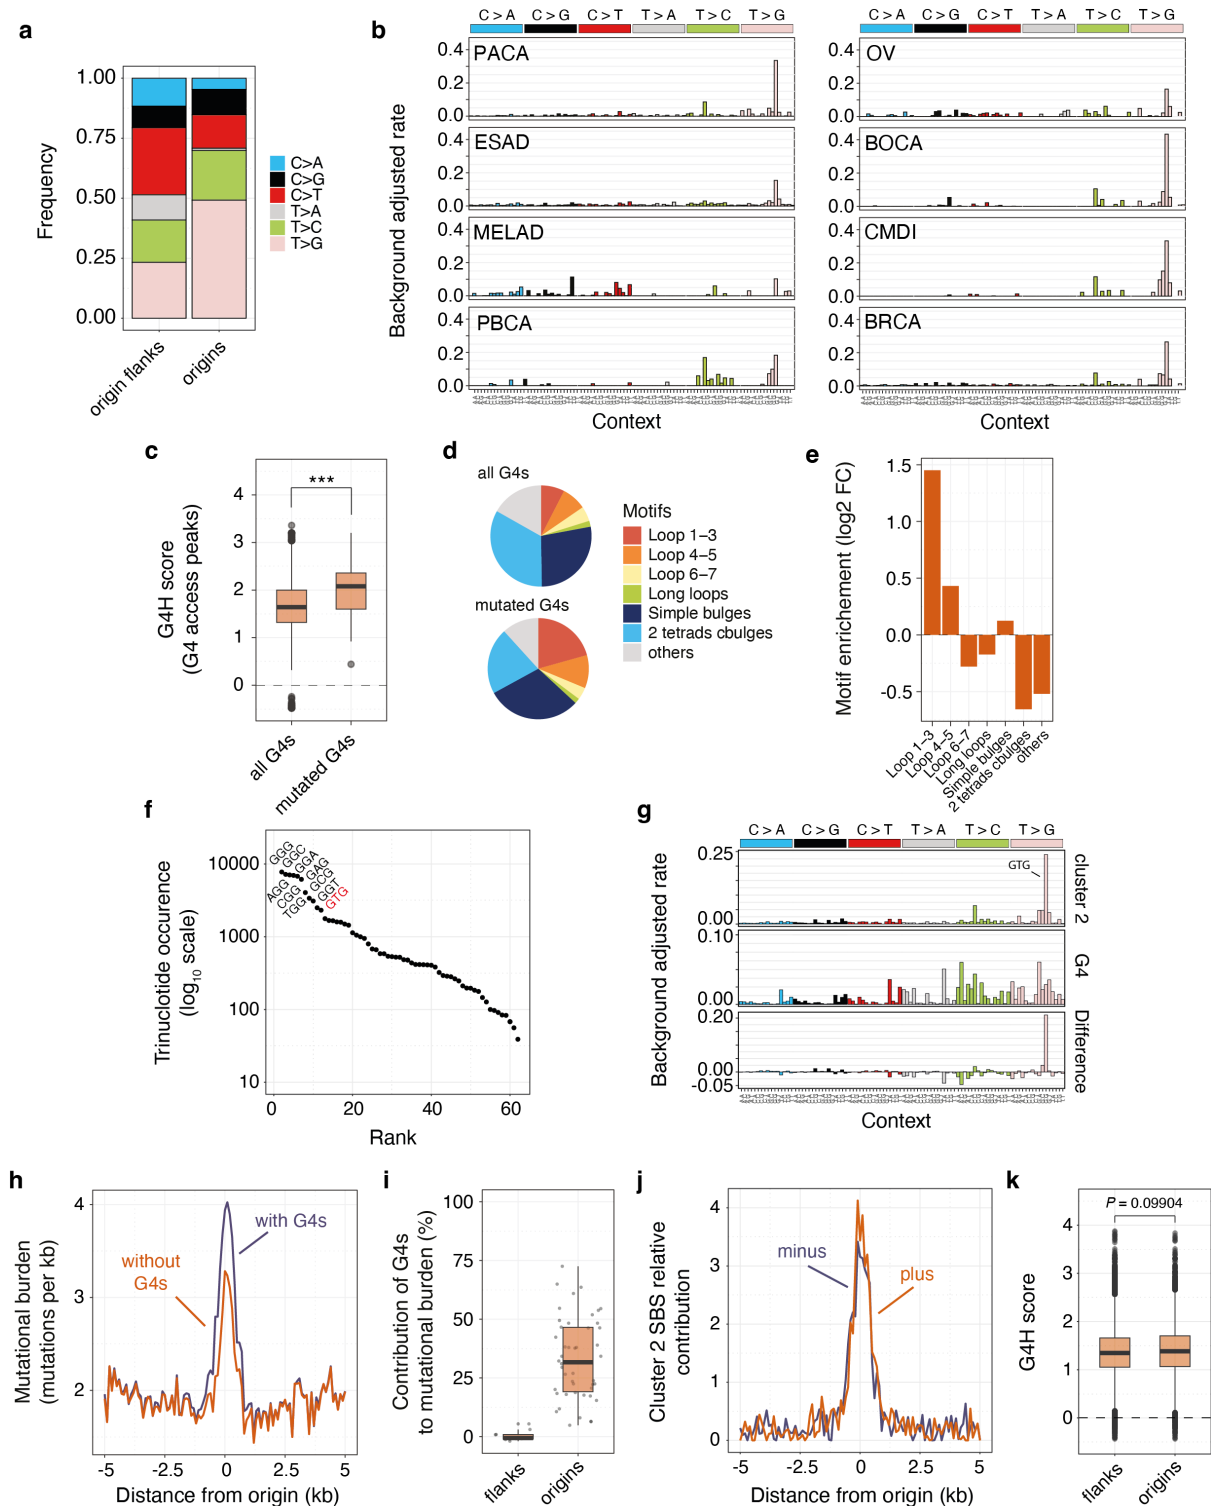 a
1.00
0.75
0.50
0.25
0.00
Frequency
origin flanks
origins
C>A
C>G
C>T
T>A
T>C
T>G
b
C > A
C > G
C > T
T > A
T > C
T > G
C > A
C > G
C > T
T > A
T > C
T > G
Background adjusted rate
PACA
0.4
0.2
0.0
ESAD
0.4
0.2
0.0
MELAD
0.4
0.2
0.0
PBCA
0.4
0.2
0.0
Context
OV
0.4
0.2
0.0
BOCA
0.4
0.2
0.0
CMDI
0.4
0.2
0.0
BRCA
0.4
0.2
0.0
Context
c
G4H score
(G4 access peaks)
4
3
2
1
0
***
all G4s
mutated G4s
d
all G4s
mutated G4s
Motifs
Loop 1–3
Loop 4–5
Loop 6–7
Long loops
Simple bulges
2 tetrads cbulges
others
e
Motif enrichement (log2 FC)
1.5
1.0
0.5
0.0
-0.5
Loop 1–3
Loop 4–5
Loop 6–7
Long loops
Simple bulges
2 tetrads cbulges
others
f
Trinuclotide occurence
(log10 scale)
10000
1000
100
10
GGG
GGC
GGA
GAG
AGG
GCG
CGG
GGT
TGG
GTG
0
20
40
60
Rank
g
C > A
C > G
C > T
T > A
T > C
T > G
Background adjusted rate
0.25
0.00
GTG
cluster 2
0.10
0.00
G4
0.20
0.00
-0.05
Difference
Context
h
Mutational burden
(mutations per kb)
4
3
2
with G4s
without
G4s
-5
-2.5
0
2.5
5
Distance from origin (kb)
i
Contribution of G4s
to mutational burden (%)
100
75
50
25
0
flanks
origins
j
Cluster 2 SBS relative
contribution
4
3
2
1
0
minus
plus
-5
-2.5
0
2.5
5
Distance from origin (kb)
k
P = 0.09904
G4H score
4
3
2
1
0
flanks
origins